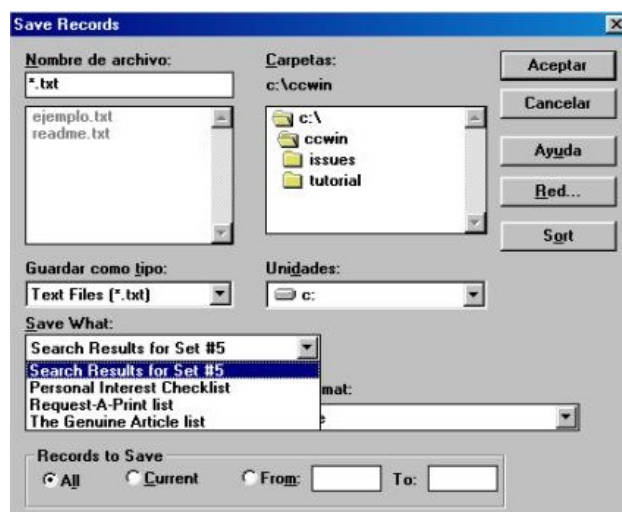 Save Records
Nombre de archivo:
*.txt
ejemplo.txt
readme.txt
Carpetas:
c:\ccwin
c:\
ccwin
issues
tutorial
Aceptar
Cancelar
Ayuda
Red...
Sort
Guardar como tipo:
Text Files (*.txt)
Unidades:
c:
Save What:
Search Results for Set #5
Search Results for Set #5
Personal Interest Checklist
Request-A-Print list
The Genuine Article list
mat:
Records to Save
All Current From: To: